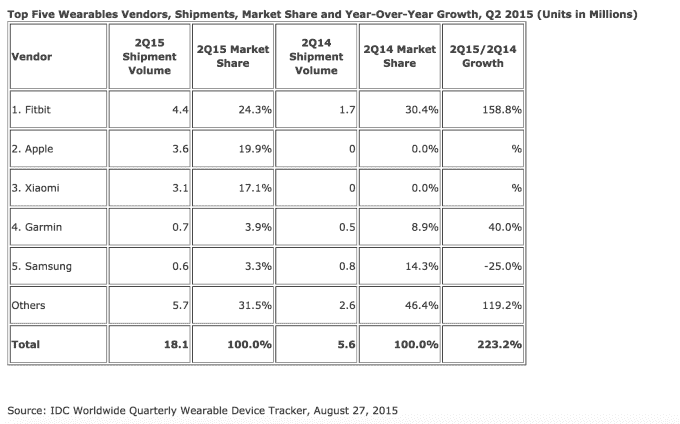 Top Five Wearables Vendors, Shipments, Market Share and Year-Over-Year Growth, Q2 2015 (Units in Millions)
Vendor 2Q15 Shipment Volume 2Q15 Market Share 2Q14 Shipment Volume 2Q14 Market Share 2Q15/2Q14 Growth
1. Fitbit 4.4 24.3% 1.7 30.4% 158.8%
2. Apple 3.6 19.9% 0 0.0% %
3. Xiaomi 3.1 17.1% 0 0.0% %
4. Garmin 0.7 3.9% 0.5 8.9% 40.0%
5. Samsung 0.6 3.3% 0.8 14.3% -25.0%
Others 5.7 31.5% 2.6 46.4% 119.2%
Total 18.1 100.0% 5.6 100.0% 223.2%
Source: IDC Worldwide Quarterly Wearable Device Tracker, August 27, 2015